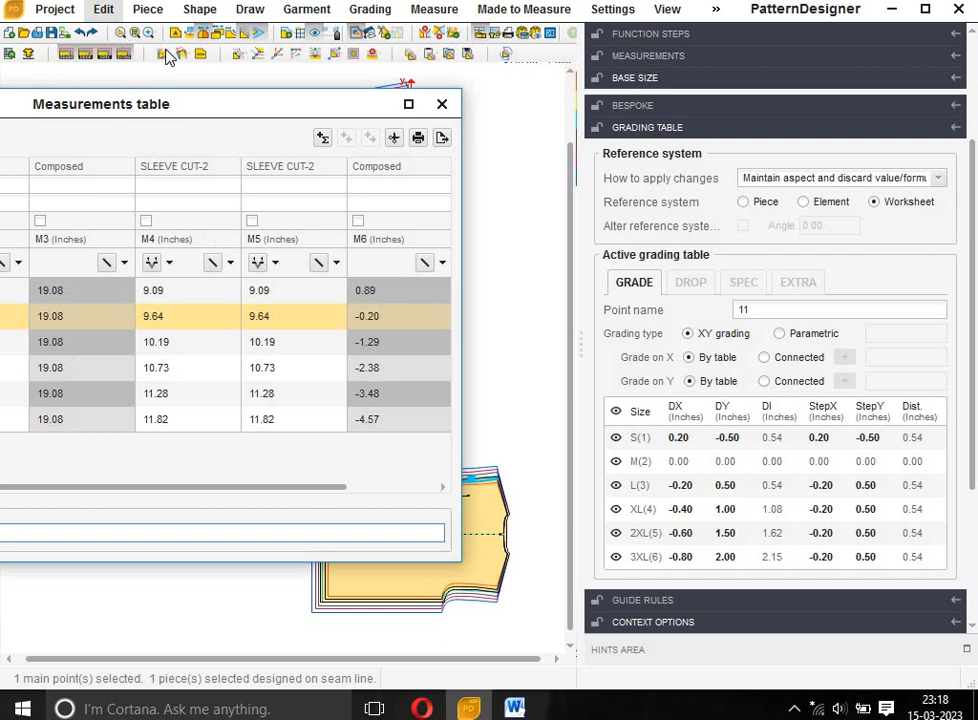 Project Edit Piece Shape Draw Garment Grading Measure Made to Measure Settings View » PatternDesigner
FUNCTION STEPS
MEASUREMENTS
BASE SIZE
BESPOKE
GRADING TABLE
Measurements table
Composed SLEEVE CUT-2 SLEEVE CUT-2 Composed
M3 (Inches) M4 (Inches) M5 (Inches) M6 (Inches)
19.08 9.09 9.09 0.89
19.08 9.64 9.64 -0.20
19.08 10.19 10.19 -1.29
19.08 10.73 10.73 -2.38
19.08 11.28 11.28 -3.48
19.08 11.82 11.82 -4.57
Reference system
How to apply changes Maintain aspect and discard value/formu
Reference system Piece Element Worksheet
Alter reference syste... Angle 0.00
Active grading table
GRADE DROP SPEC EXTRA
Point name 11
Grading type XY grading Parametric
Grade on X By table Connected +
Grade on Y By table Connected +
Size DX (Inches) DY (Inches) DI (Inches) StepX (Inches) StepY (Inches) Dist. (Inches)
S(1) 0.20 -0.50 0.54 0.20 -0.50 0.54
M(2) 0.00 0.00 0.00 0.00 0.00 0.00
L(3) -0.20 0.50 0.54 -0.20 0.50 0.54
XL(4) -0.40 1.00 1.08 -0.20 0.50 0.54
2XL(5) -0.60 1.50 1.62 -0.20 0.50 0.54
3XL(6) -0.80 2.00 2.15 -0.20 0.50 0.54
GUIDE RULES
CONTEXT OPTIONS
HINTS AREA
1 main point(s) selected. 1 piece(s) selected designed on seam line.
I'm Cortana. Ask me anything.
23:18
15-03-2023